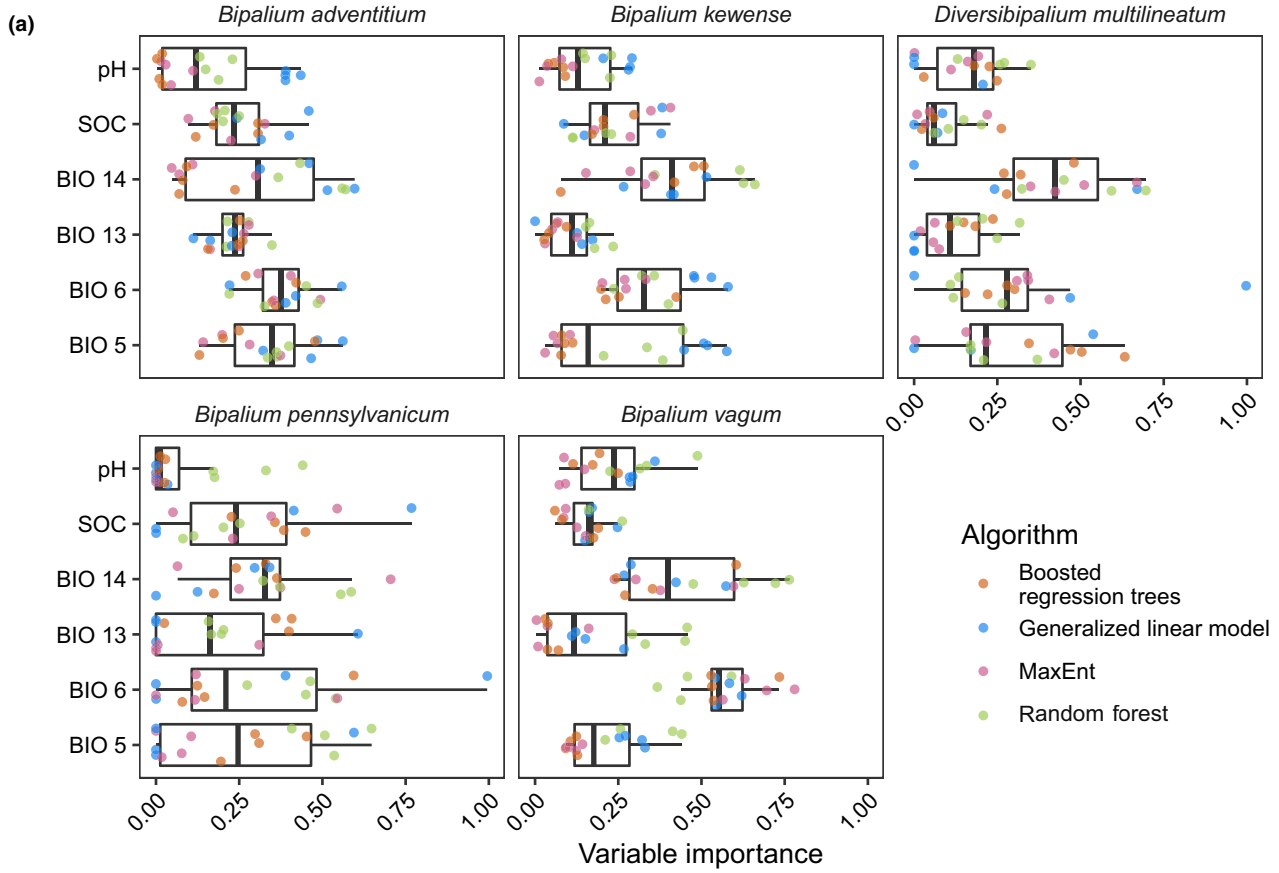 (a)
Bipalium adventitium
Bipalium kewense
Diversibipalium multilineatum
pH
SOC
BIO 14
BIO 13
BIO 6
BIO 5
0.00
0.25
0.50
0.75
1.00
Bipalium pennsylvanicum
Bipalium vagum
pH
SOC
BIO 14
BIO 13
BIO 6
BIO 5
0.00
0.25
0.50
0.75
1.00
0.00
0.25
0.50
0.75
1.00
Variable importance
Algorithm
Boosted
regression trees
Generalized linear model
MaxEnt
Random forest